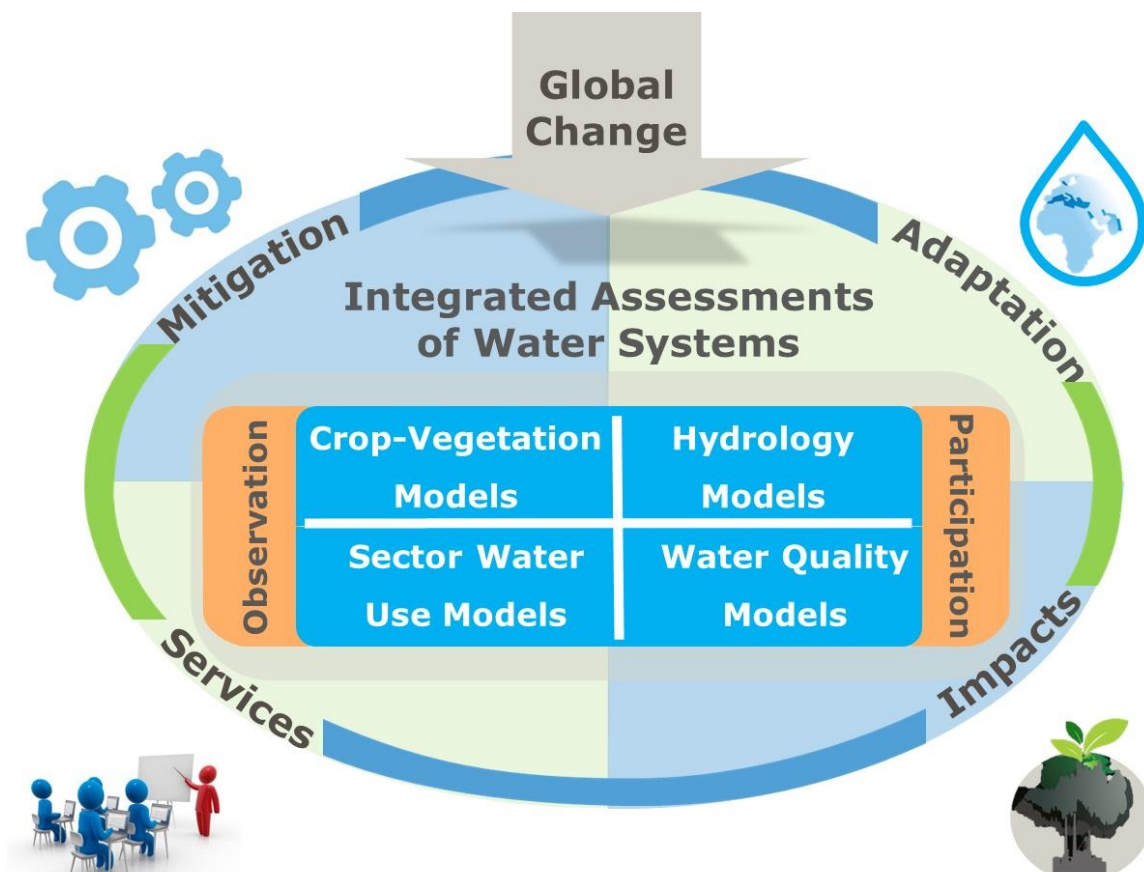 Global
Change
Mitigation
Adaptation
Integrated Assessments
of Water Systems
Observation
Crop-Vegetation
Models
Hydrology
Models
Sector Water
Use Models
Water Quality
Models
Participation
Services
Impacts